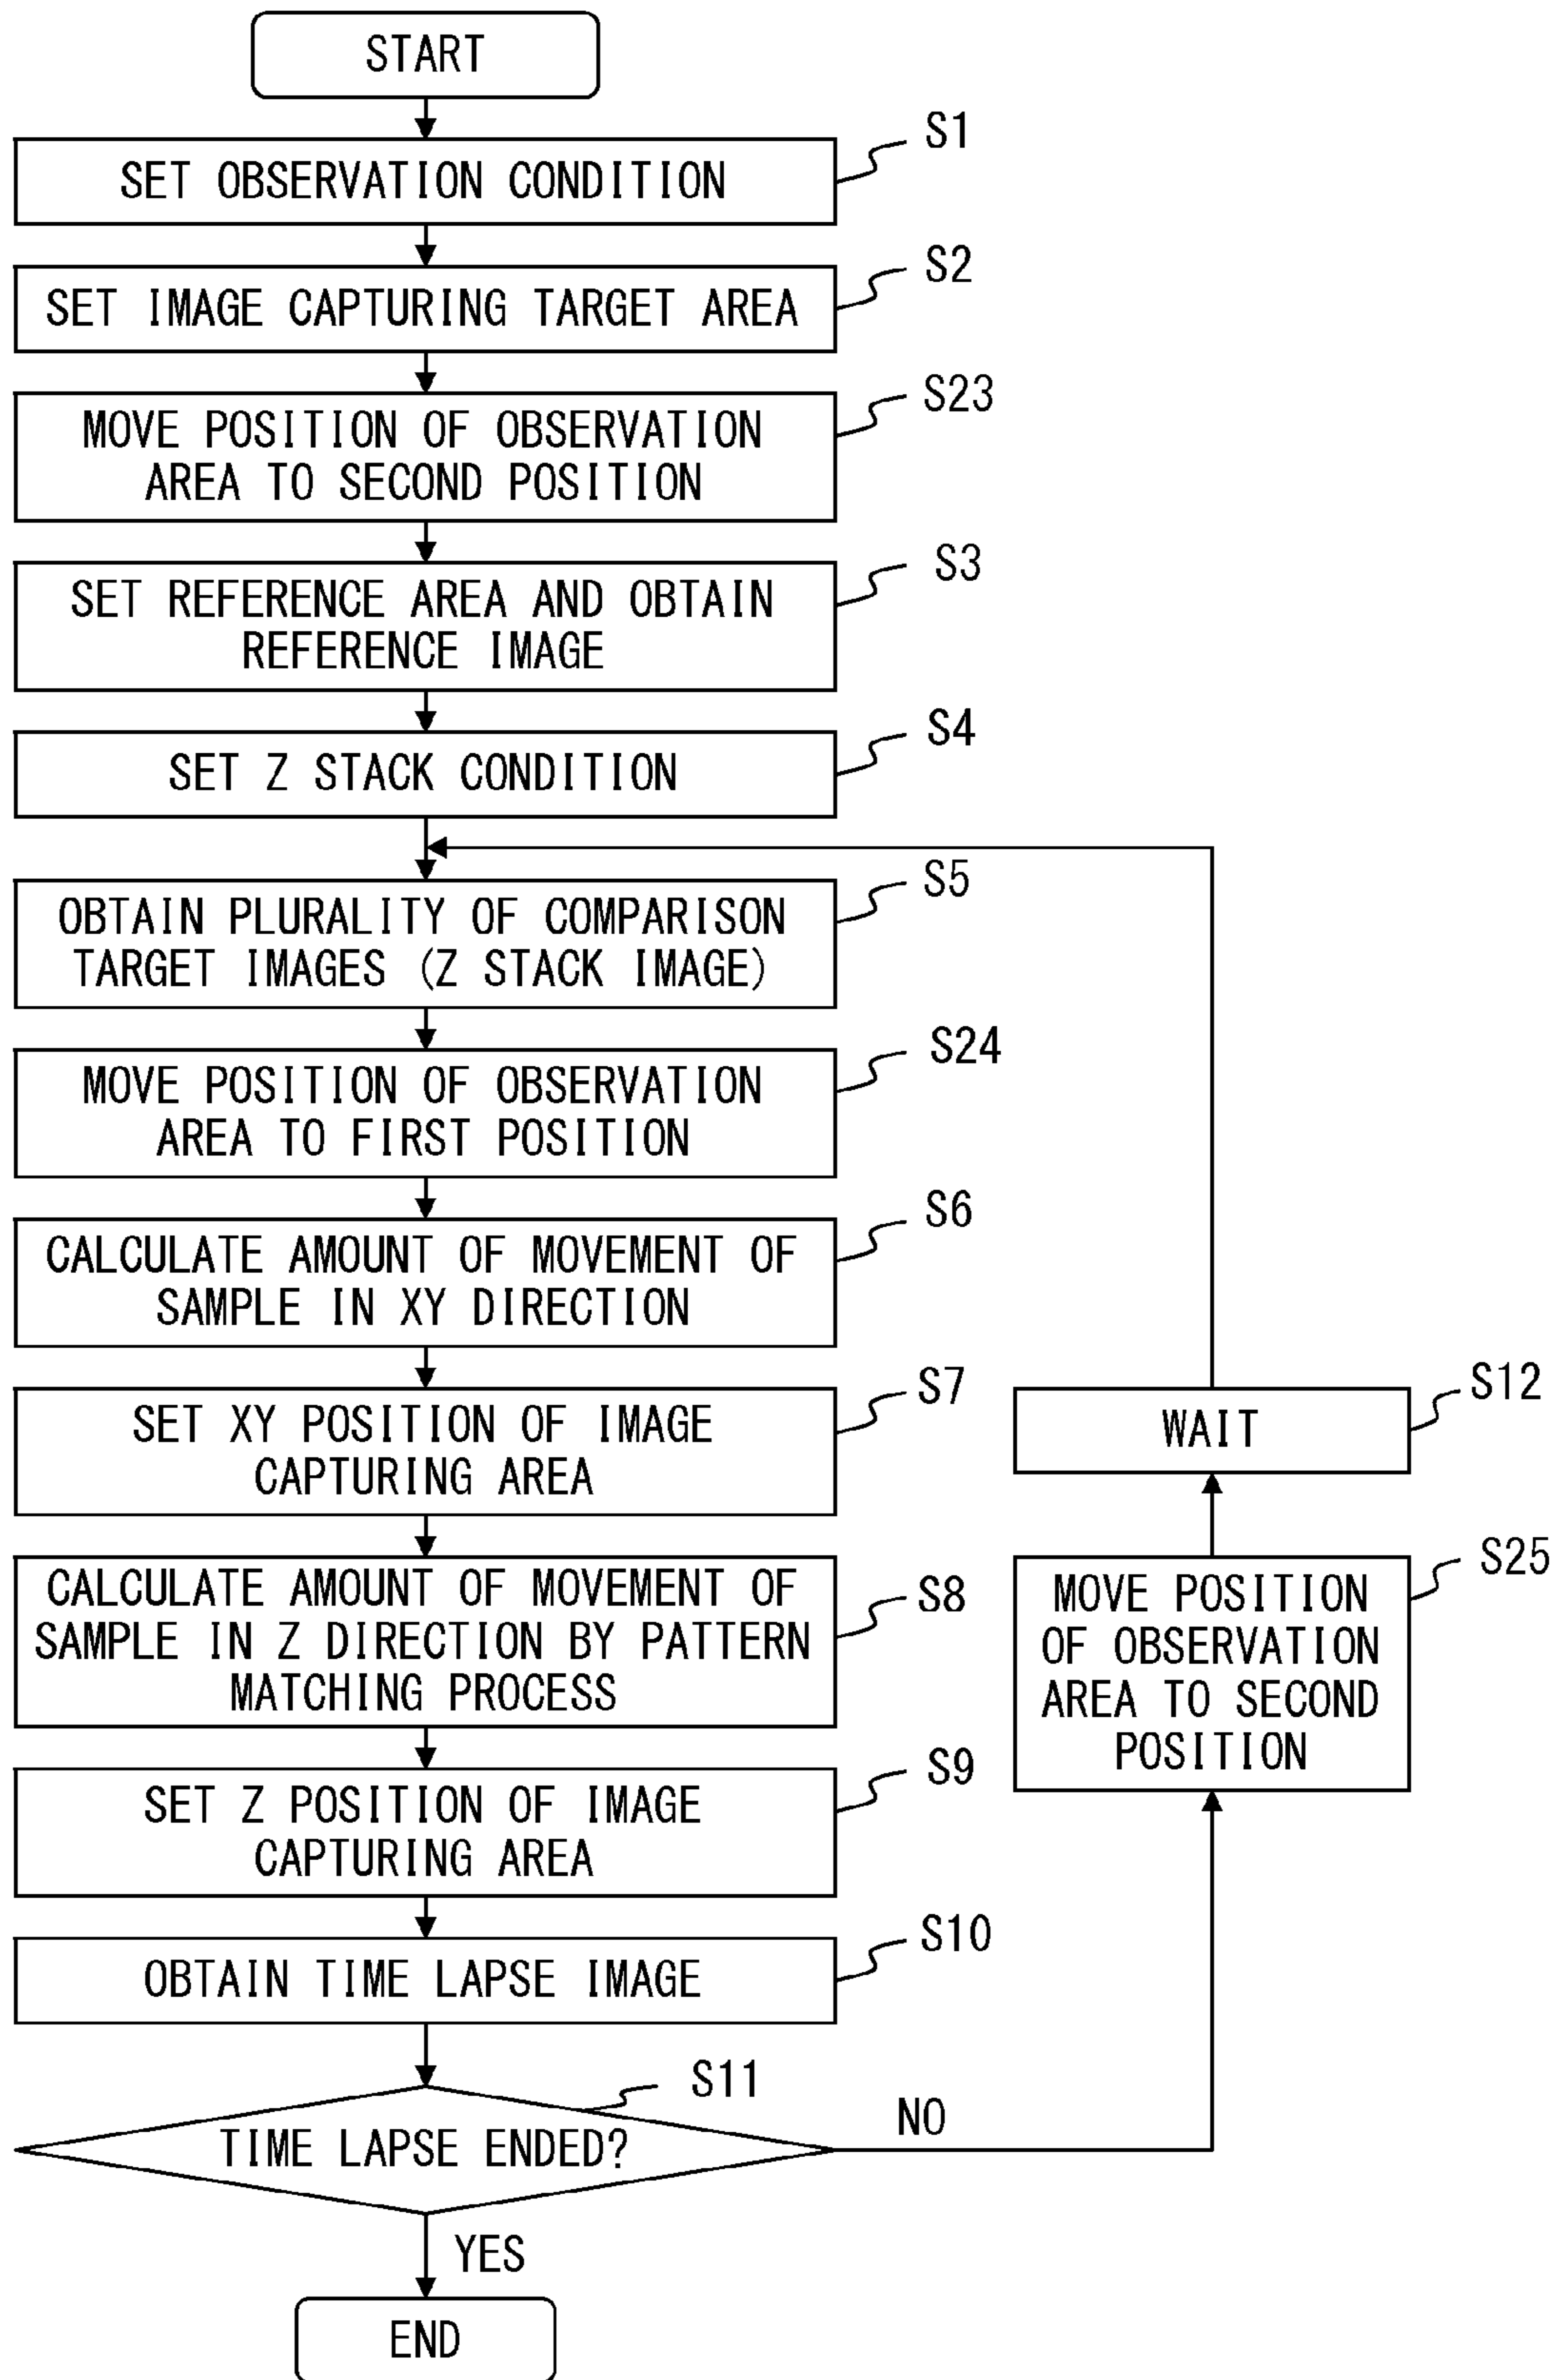 START
S1
SET OBSERVATION CONDITION
S2
SET IMAGE CAPTURING TARGET AREA
S23
MOVE POSITION OF OBSERVATION
AREA TO SECOND POSITION
S3
SET REFERENCE AREA AND OBTAIN
REFERENCE IMAGE
S4
SET Z STACK CONDITION
S5
OBTAIN PLURALITY OF COMPARISON
TARGET IMAGES (Z STACK IMAGE)
S24
MOVE POSITION OF OBSERVATION
AREA TO FIRST POSITION
S6
CALCULATE AMOUNT OF MOVEMENT OF
SAMPLE IN XY DIRECTION
S7
SET XY POSITION OF IMAGE
CAPTURING AREA
S12
WAIT
S8
CALCULATE AMOUNT OF MOVEMENT OF
SAMPLE IN Z DIRECTION BY PATTERN
MATCHING PROCESS
S25
MOVE POSITION
OF OBSERVATION
AREA TO SECOND
POSITION
S9
SET Z POSITION OF IMAGE
CAPTURING AREA
S10
OBTAIN TIME LAPSE IMAGE
S11
TIME LAPSE ENDED?
NO
YES
END